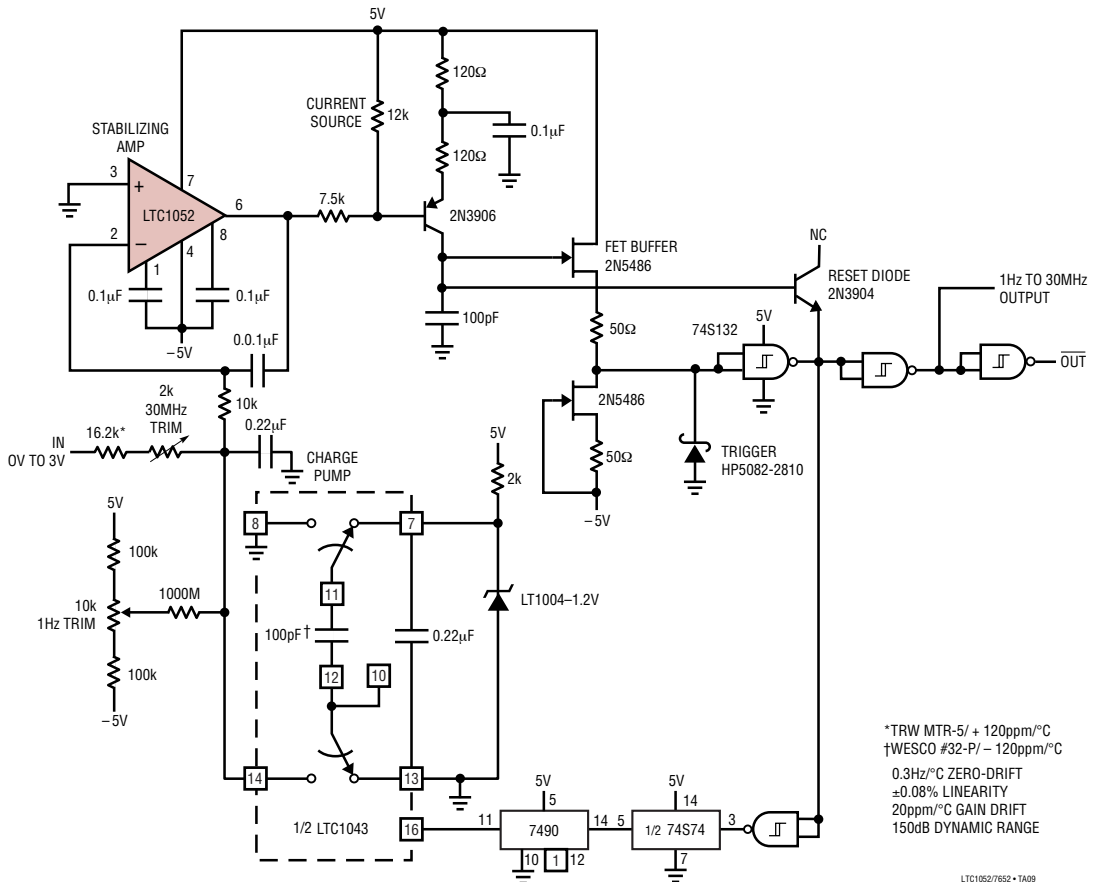 5V
120Ω
CURRENT
SOURCE
12k
0.1µF
STABILIZING
AMP
120Ω
3
+
7
LTC1052
6
7.5k
2N3906
2
–
8
4
1
FET BUFFER
2N5486
NC
RESET DIODE
2N3904
1Hz TO 30MHz
OUTPUT
0.1µF
0.1µF
–5V
100pF
50Ω
74S132
5V
OUT
0.0.1µF
2k
30MHz
TRIM
10k
2N5486
IN
0V TO 3V
16.2k*
0.22µF
CHARGE
PUMP
5V
2k
50Ω
–5V
TRIGGER
HP5082-2810
5V
100k
8
7
11
10k
1Hz TRIM
1000M
100pF†
0.22µF
LT1004–1.2V
12
10
100k
–5V
14
13
*TRW MTR-5/ + 120ppm/°C
†WESCO #32-P/ – 120ppm/°C
0.3Hz/°C ZERO-DRIFT
±0.08% LINEARITY
20ppm/°C GAIN DRIFT
150dB DYNAMIC RANGE
5V
5
5V
14
1/2 LTC1043
16
11
7490
14
5
1/2 74S74
3
10
1
12
7
LTC1052/7652 • TA09